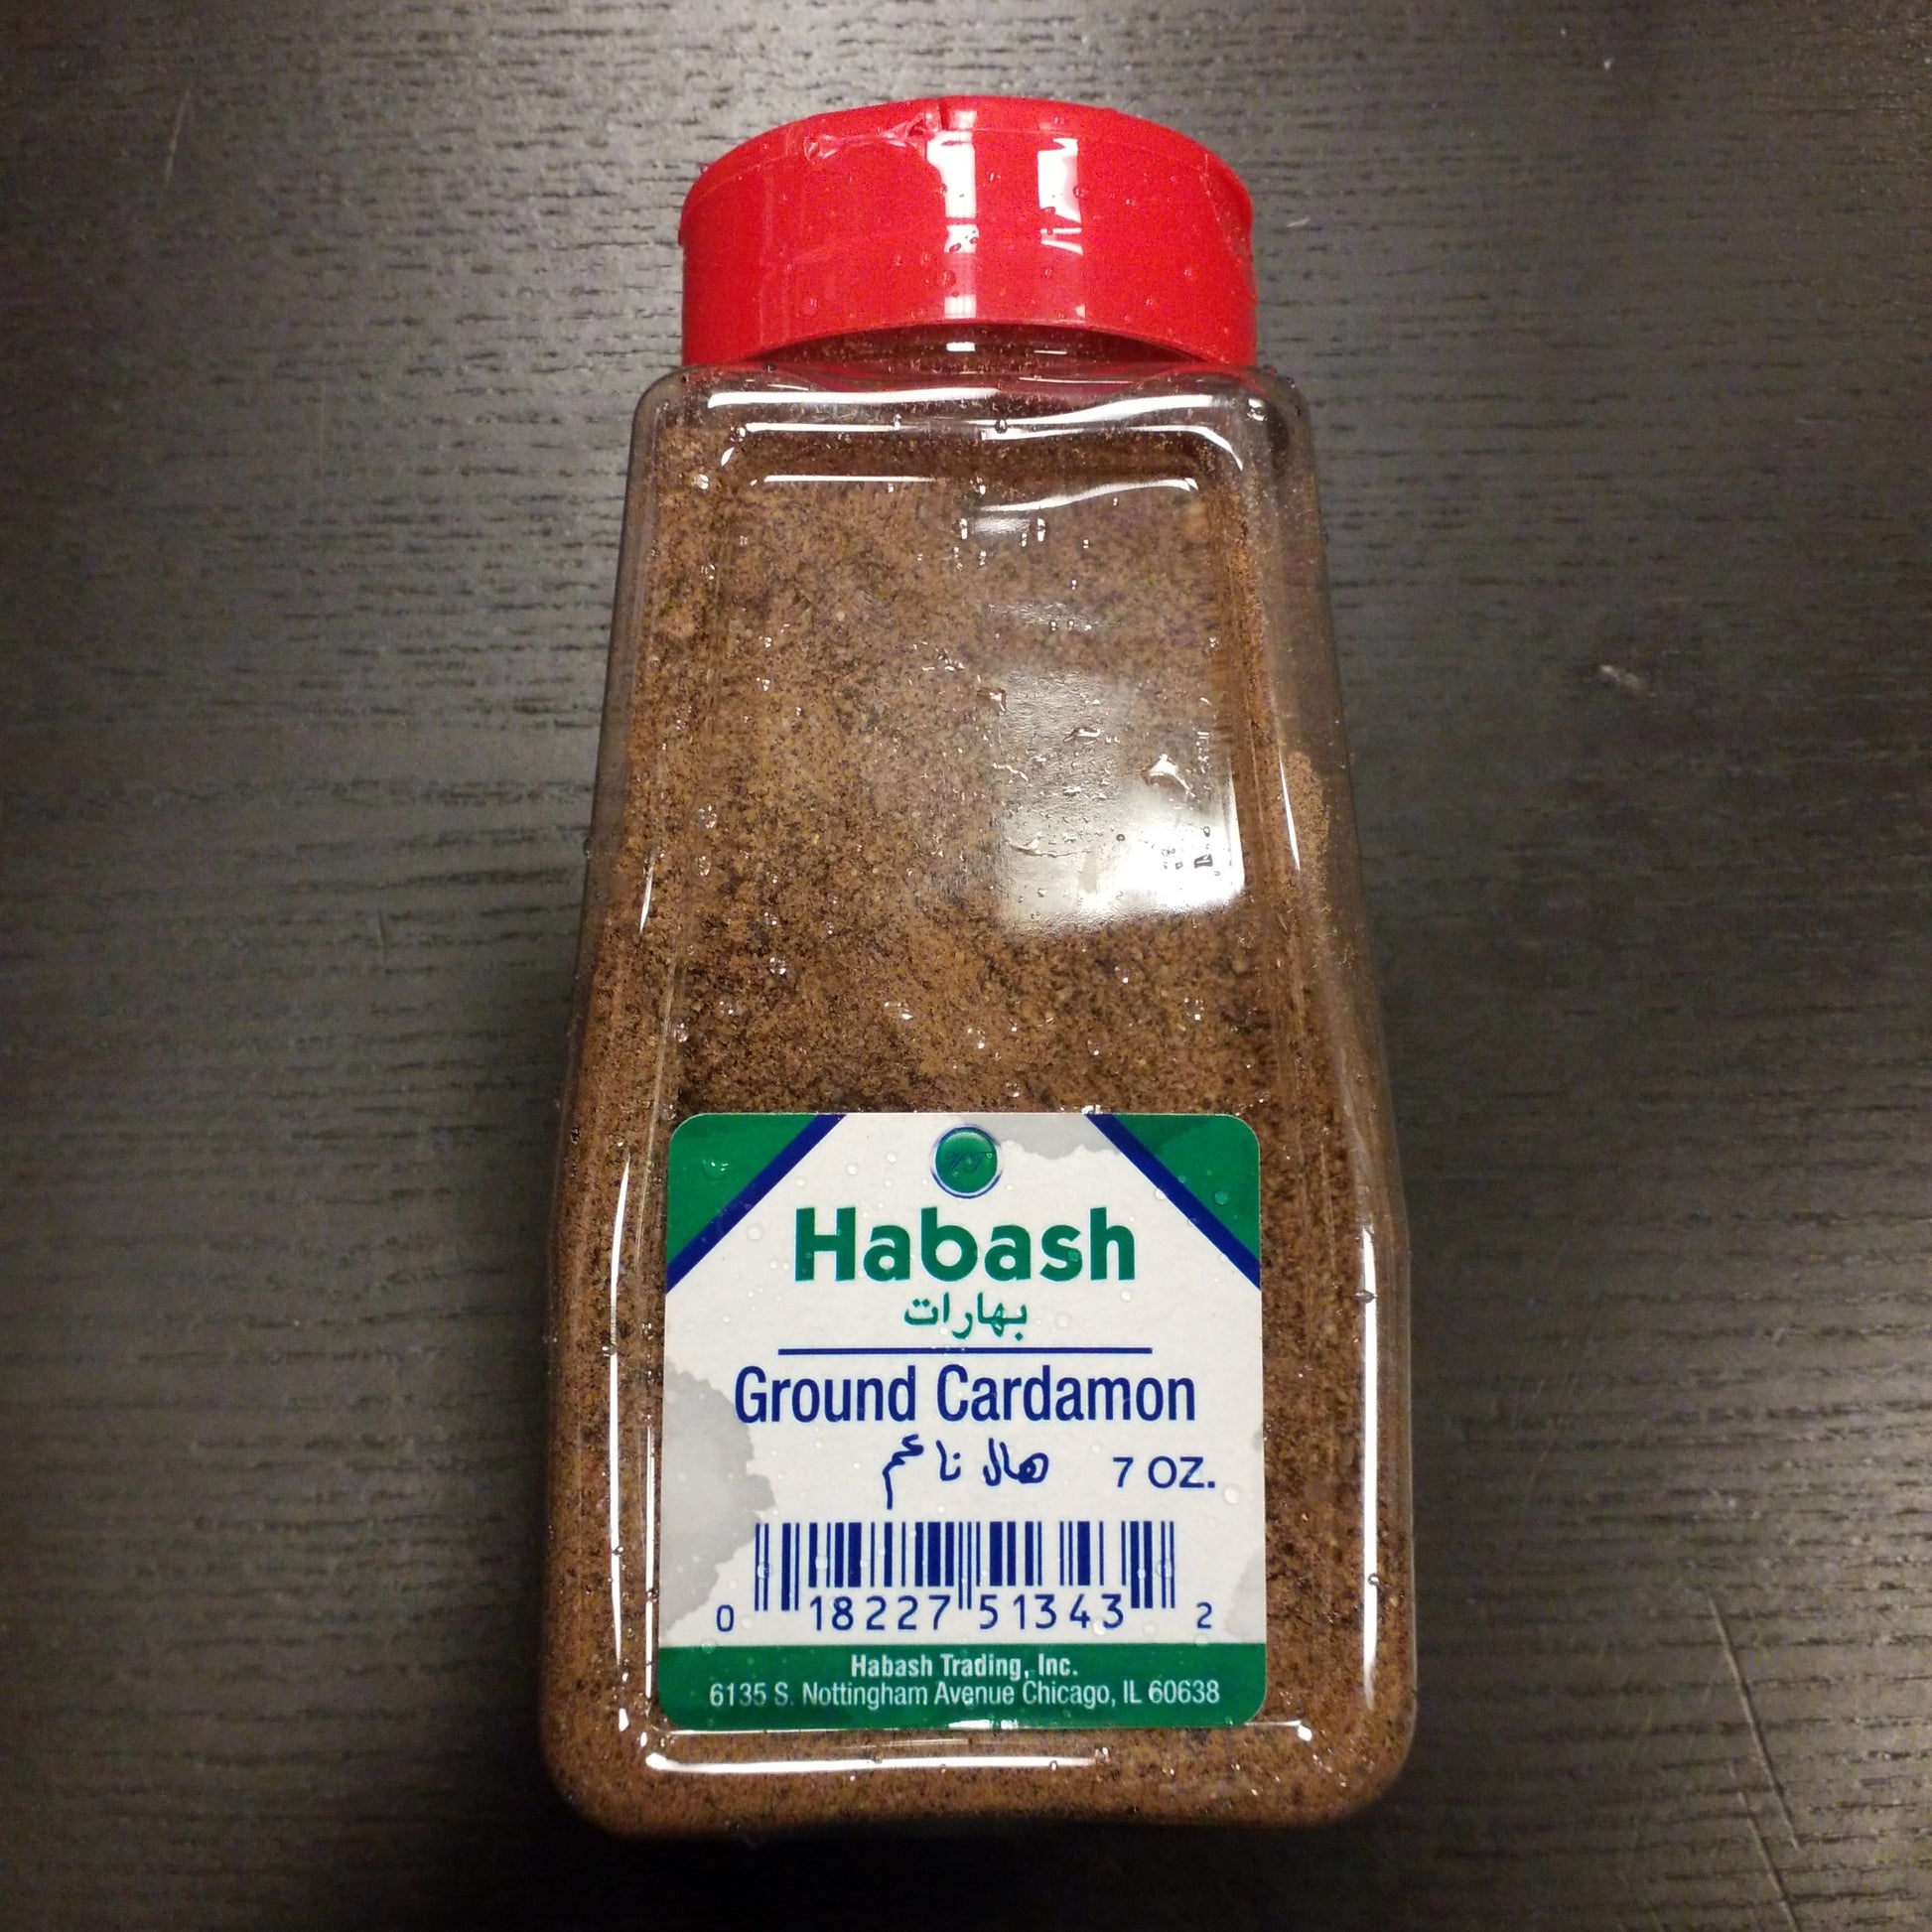 Habash
بهارات
Ground Cardamon
هال ناعم 7 OZ.
0 18227 51343 2
Habash Trading, Inc.
6135 S. Nottingham Avenue Chicago, IL 60638